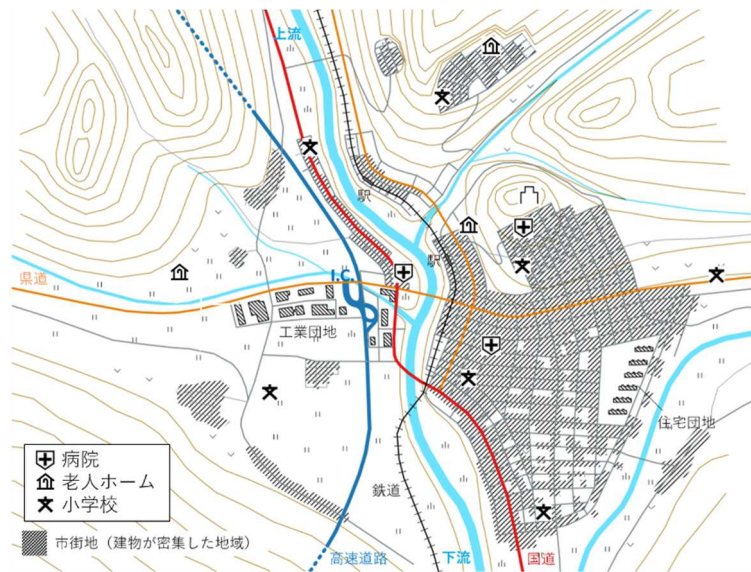 上流
駅
駅
I.C.
県道
工業団地
住宅団地
病院
老人ホーム
小学校
鉄道
市街地（建物が密集した地域）
高速道路
下流
国道